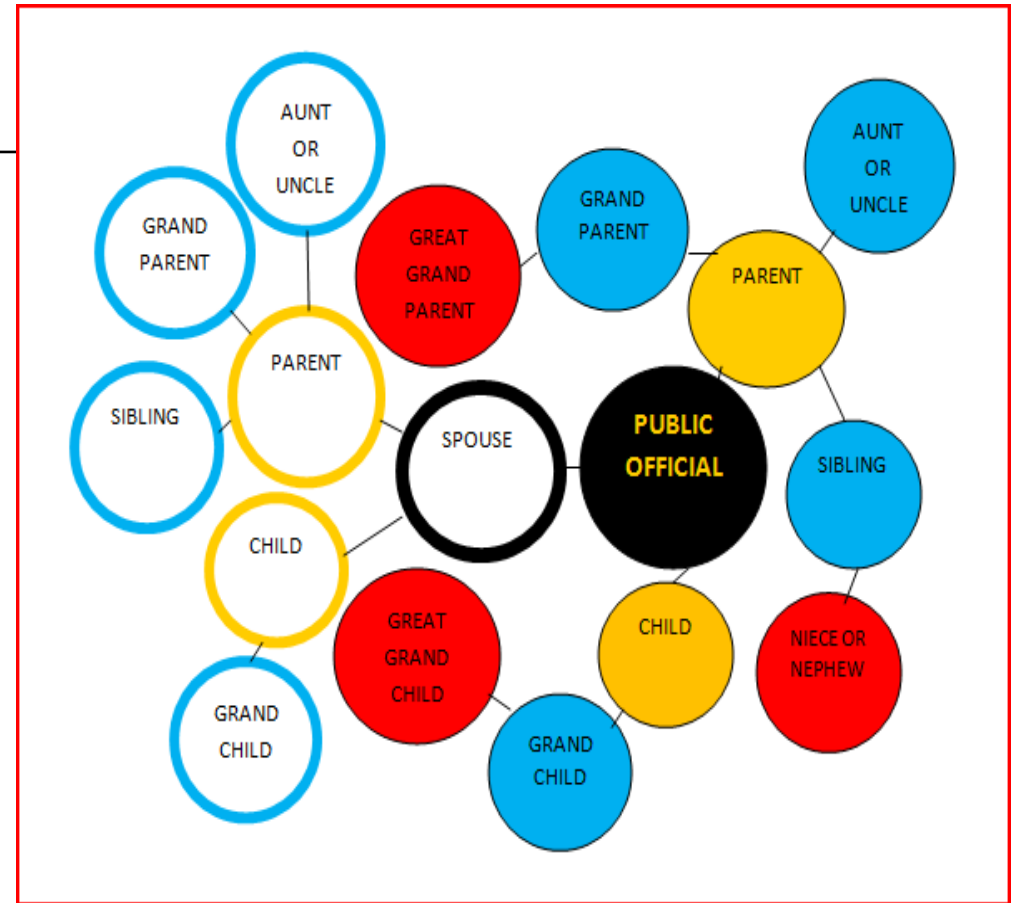 AUNT
OR
UNCLE
GRAND
PARENT
GREAT
GRAND
PARENT
GRAND
PARENT
AUNT
OR
UNCLE
PARENT
PARENT
SIBLING
SPOUSE
PUBLIC
OFFICIAL
SIBLING
CHILD
GREAT
GRAND
CHILD
CHILD
NIECE OR
NEPHEW
GRAND
CHILD
GRAND
CHILD